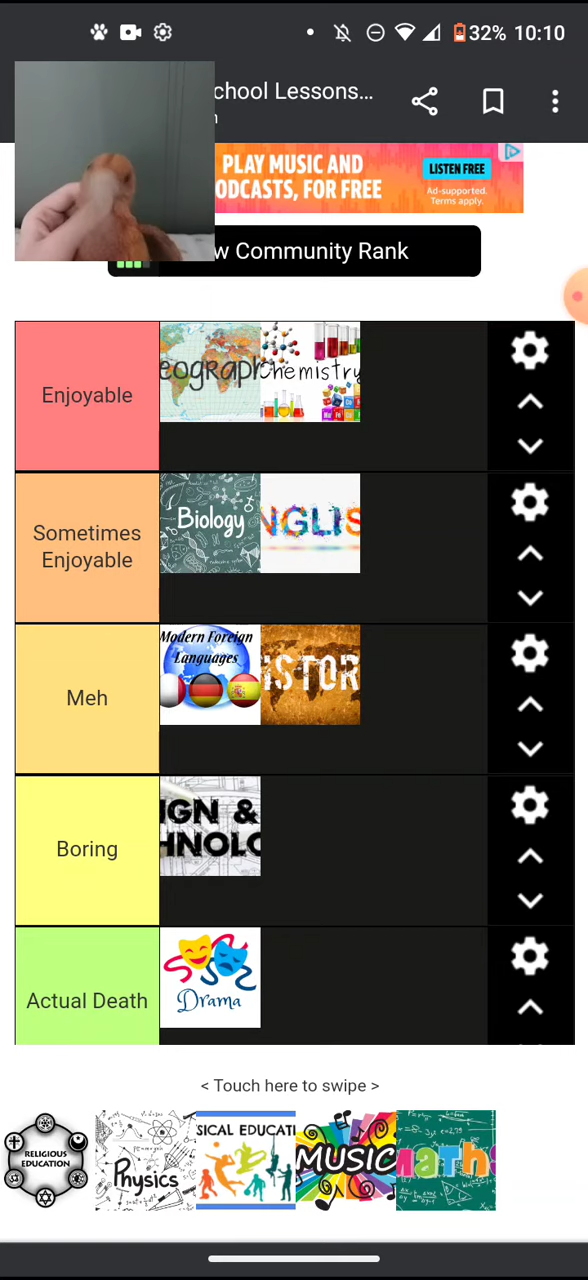 32% 10:10
chool Lessons...
PLAY MUSIC AND
ODCASTS, FOR FREE
LISTEN FREE
Ad-supported.
Terms apply.
w Community Rank
Enjoyable
eograph
Chemistry
Sometimes
Enjoyable
Biology
NGLIS
Meh
Modern Foreign
Languages
ISTOR
Boring
IGN &
HNOLO
Actual Death
Drama
< Touch here to swipe >
RELIGIOUS
EDUCATION
Physics
SICAL EDUCATI
MUSIC
maths